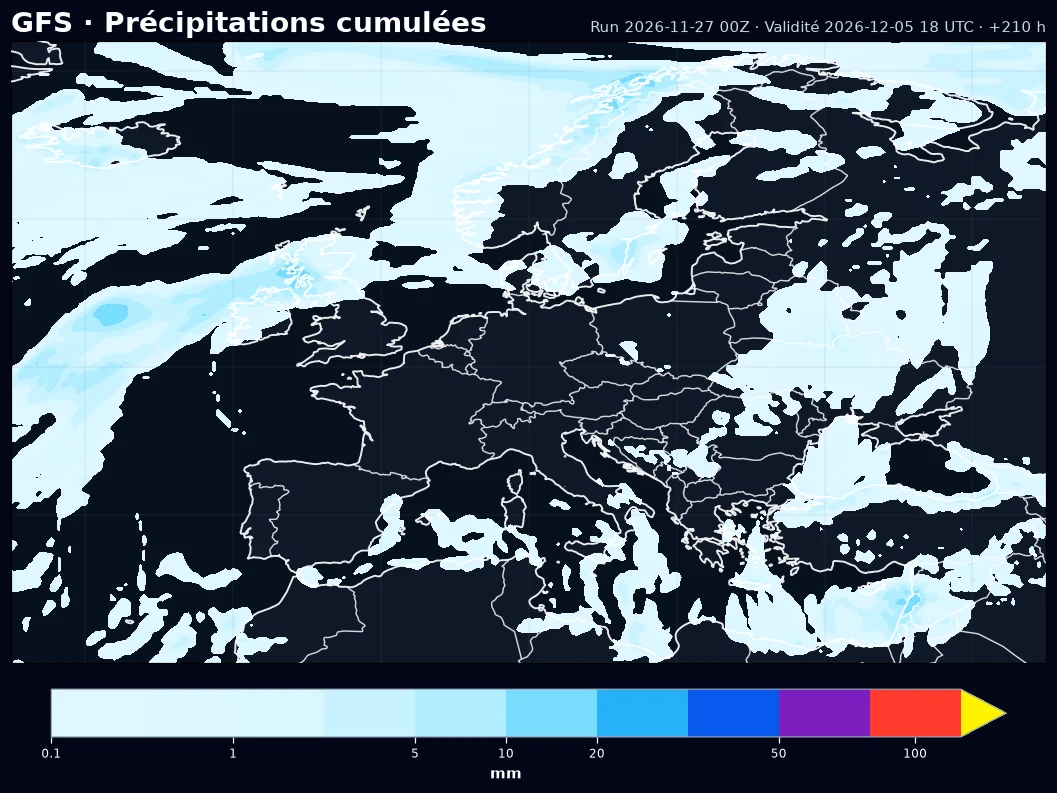 GFS · Précipitations cumulées
Run 2026-11-27 00Z · Validité 2026-12-05 18 UTC · +210 h
0.1 1 5 10 20 50 100
mm